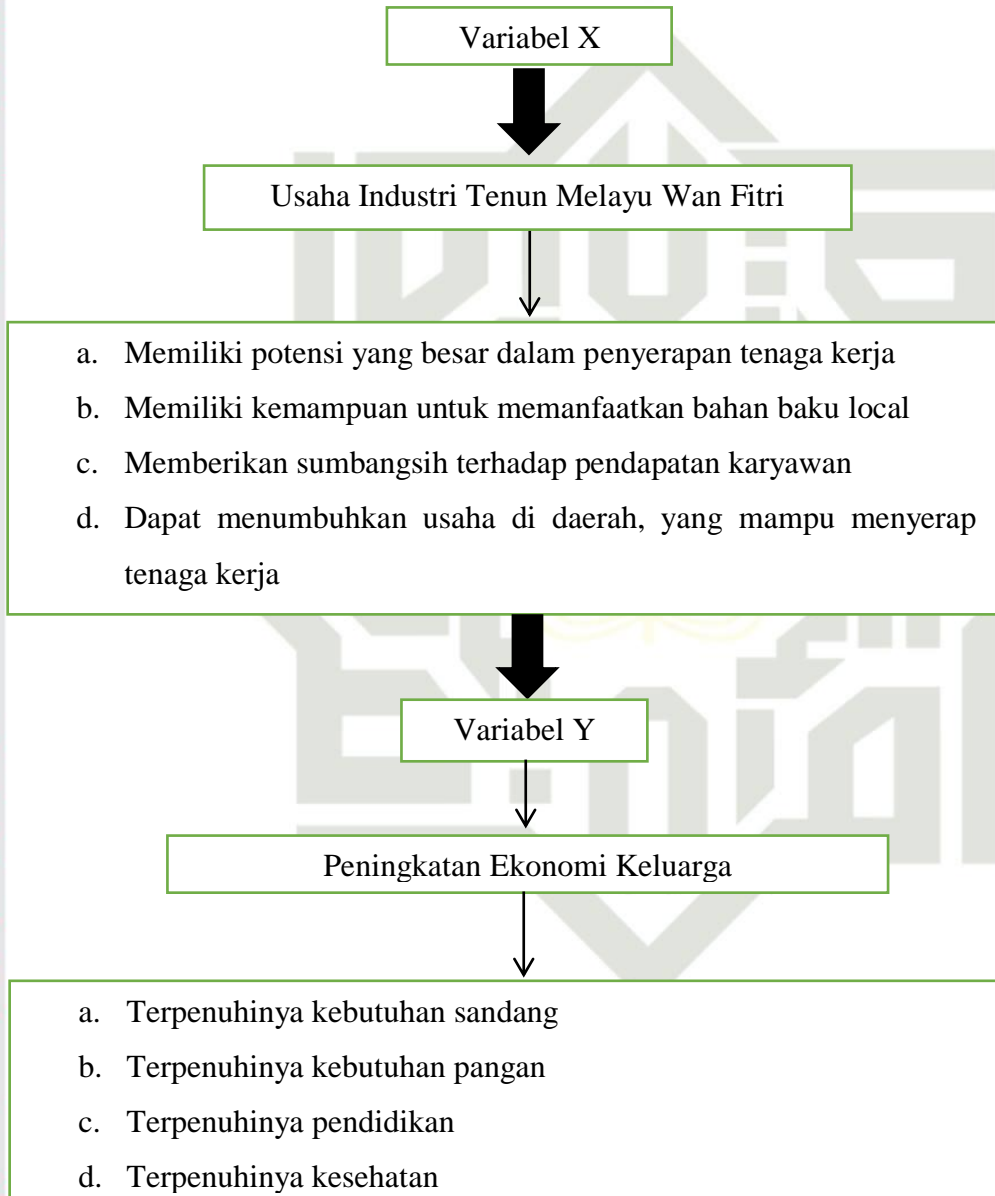 Variabel X
Usaha Industri Tenun Melayu Wan Fitri
a. Memiliki potensi yang besar dalam penyerapan tenaga kerja
b. Memiliki kemampuan untuk memanfaatkan bahan baku local
c. Memberikan sumbangsih terhadap pendapatan karyawan
d. Dapat menumbuhkan usaha di daerah, yang mampu menyerap
tenaga kerja
Variabel Y
Peningkatan Ekonomi Keluarga
a. Terpenuhinya kebutuhan sandang
b. Terpenuhinya kebutuhan pangan
c. Terpenuhinya pendidikan
d. Terpenuhinya kesehatan